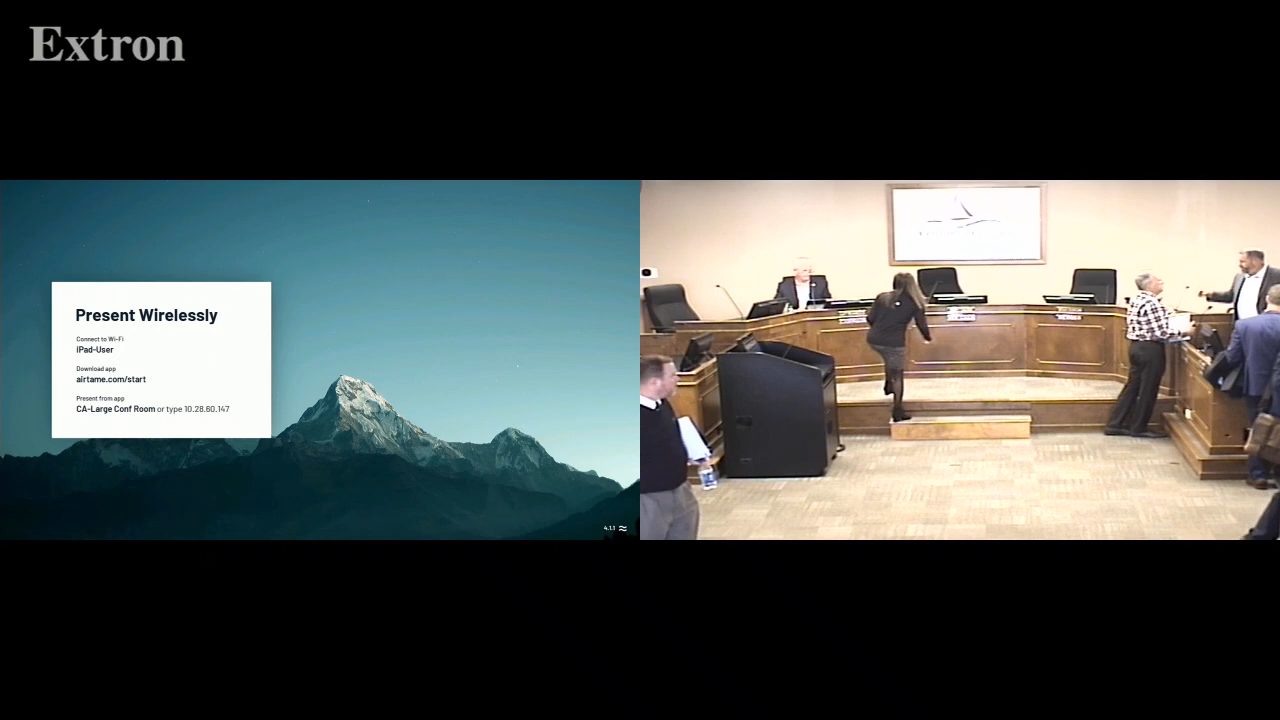 Extron
Present Wirelessly
Connect to Wi-Fi
iPad-User
Download app
airtame.com/start
Present from app
CA-Large Conf Room or type 10.28.60.147
4.1.1